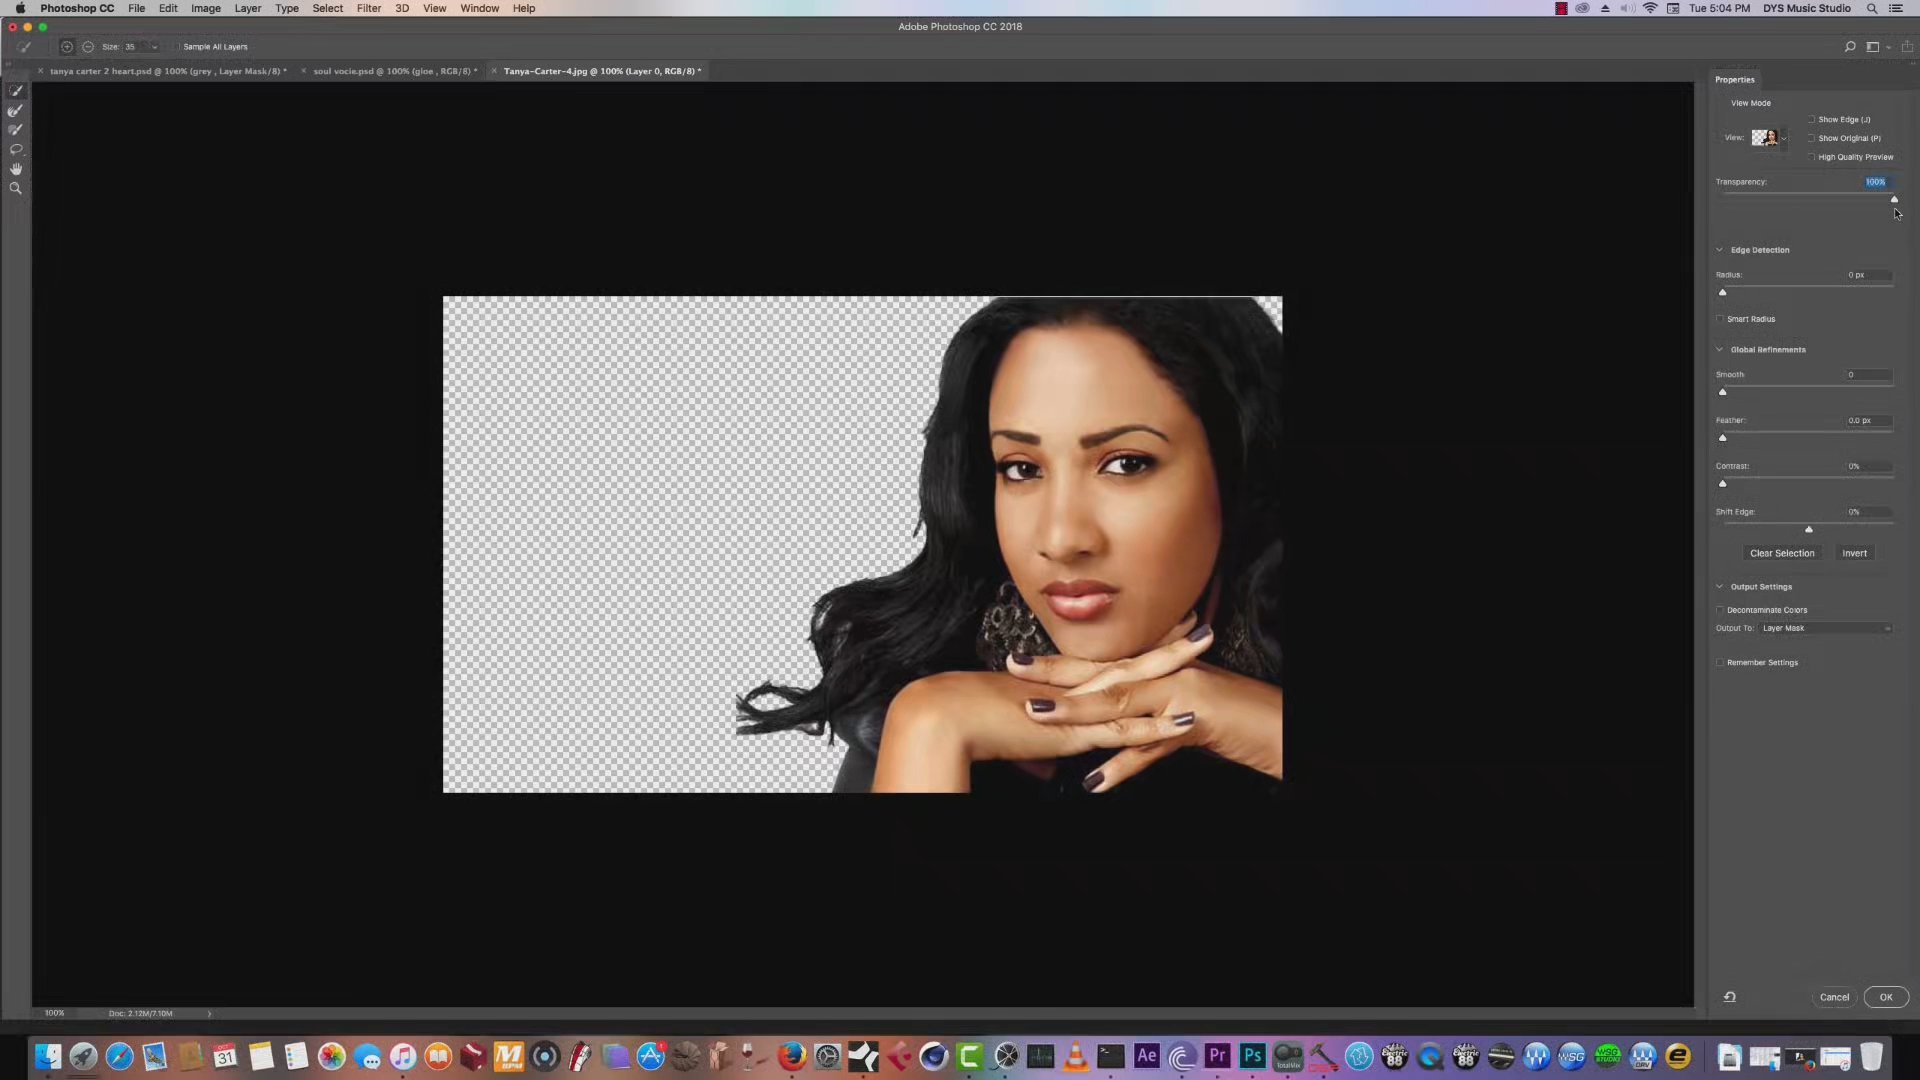 Photoshop CC File Edit Image Layer Type Select Filter 3D View Window Help Tue 5:04 PM DYS Music Studio
Adobe Photoshop CC 2018
Size: 35 Sample All Layers
tanya carter 2 heart.psd @ 100% (grey , Layer Mask/8) *
soul vocie.psd @ 100% (gloe , RGB/8) *
Tanya-Carter-4.jpg @ 100% (Layer 0, RGB/8) *
Properties
View Mode
Show Edge (J)
View:
Show Original (P)
High Quality Preview
Transparency: 100%
Edge Detection
Radius: 0 px
Smart Radius
Global Refinements
Smooth: 0
Feather: 0.0 px
Contrast: 0%
Shift Edge: 0%
Clear Selection Invert
Output Settings
Decontaminate Colors
Output To: Layer Mask
Remember Settings
Cancel OK
100% Doc: 2.12M/7.10M
31
Ae
Pr
Ps